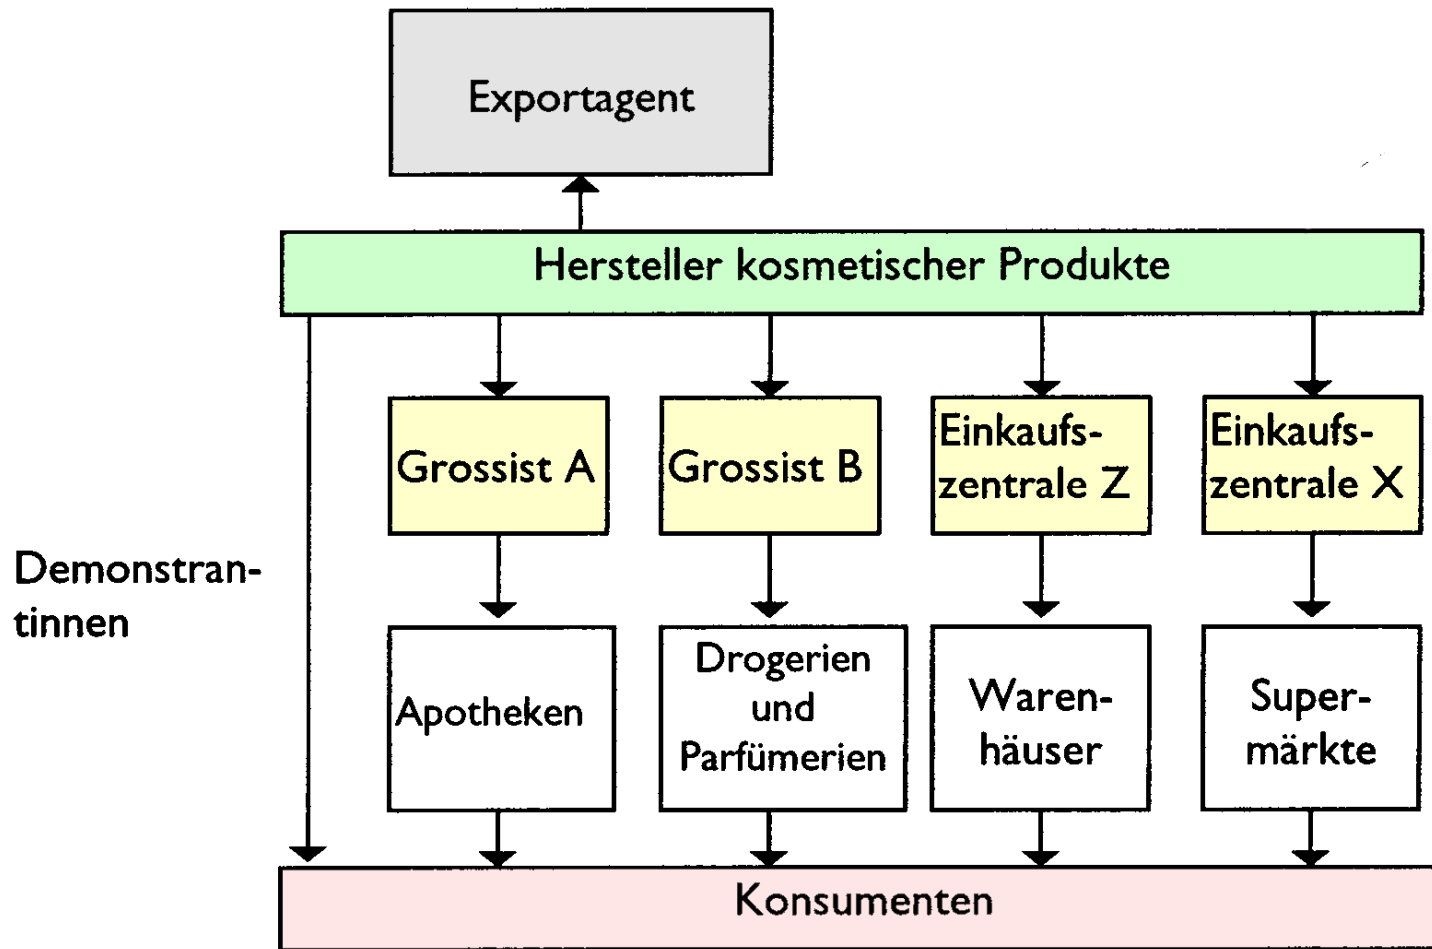 Exportagent
Hersteller kosmetischer Produkte
Grossist A
Grossist B
Einkaufs-
zentrale Z
Einkaufs-
zentrale X
Demonstran-
tinnen
Apotheken
Drogerien
und
Parfümerien
Waren-
häuser
Super-
märkte
Konsumenten